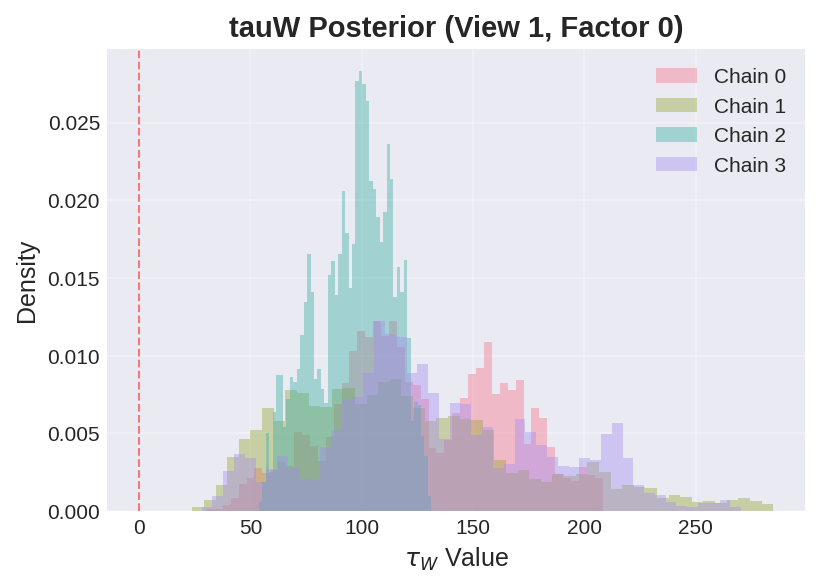 tauW Posterior (View 1, Factor 0)
Chain 0
Chain 1
Chain 2
Chain 3
Density
0.025
0.020
0.015
0.010
0.005
0.000
0 50 100 150 200 250
τ_W Value